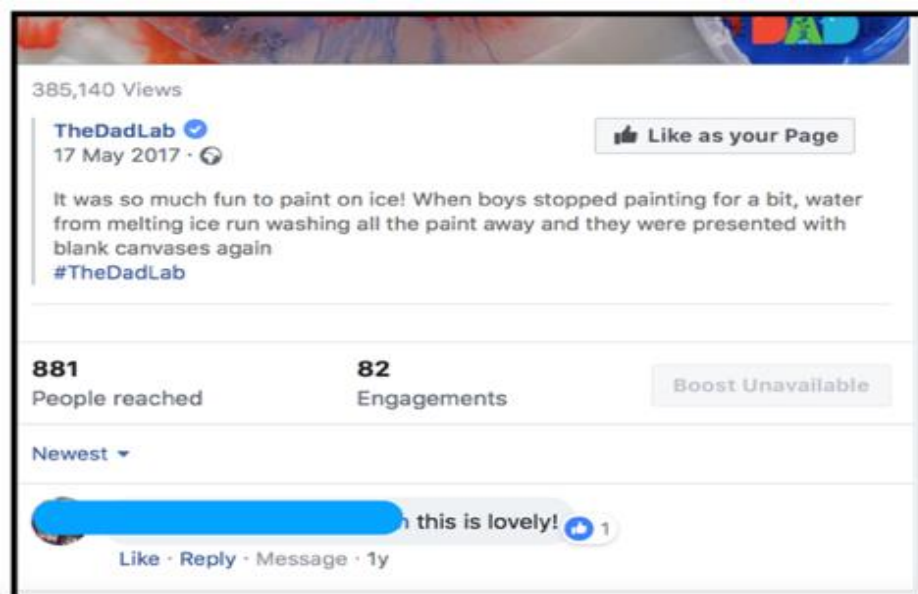 DAD
385,140 Views
TheDadLab
Like as your Page
17 May 2017 ·
It was so much fun to paint on ice! When boys stopped painting for a bit, water
from melting ice run washing all the paint away and they were presented with
blank canvases again
#TheDadLab
881
82
Boost Unavailable
People reached
Engagements
Newest
this is lovely!
1
Like · Reply · Message · 1y